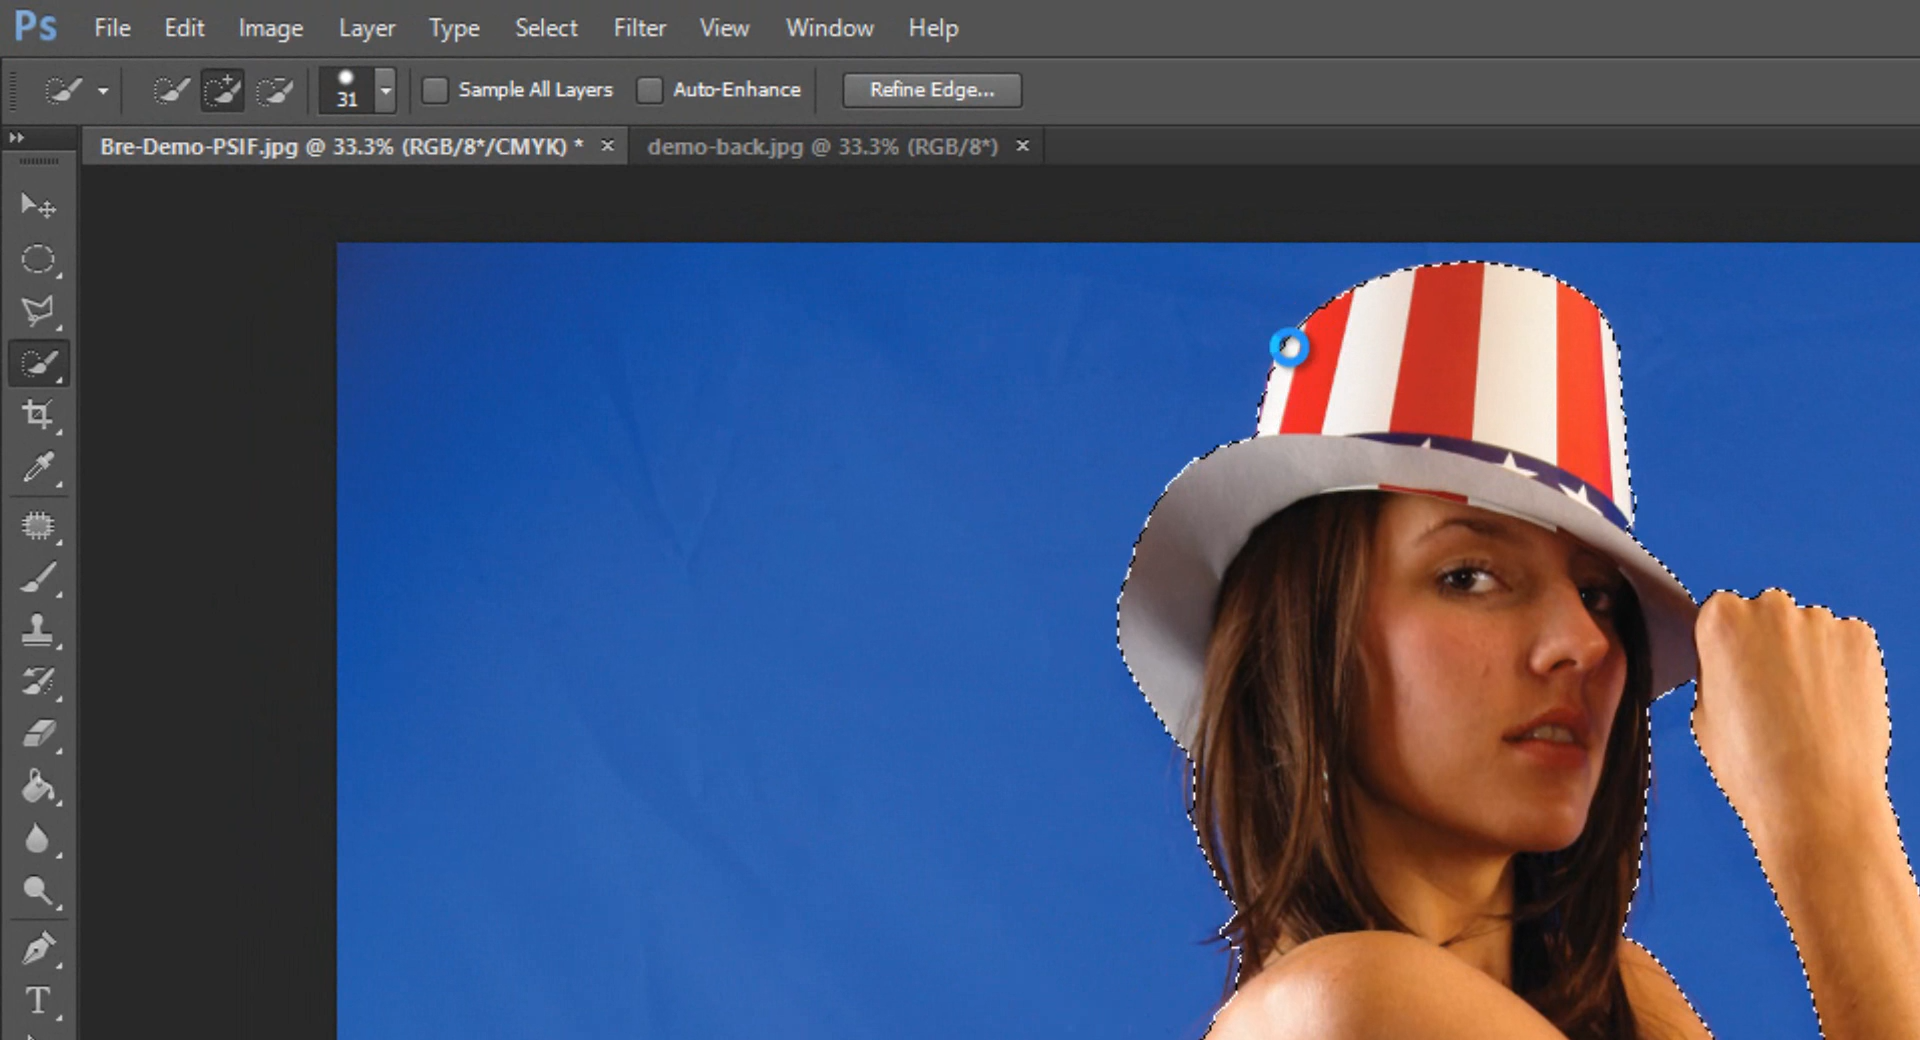 Ps File Edit Image Layer Type Select Filter View Window Help
31 Sample All Layers Auto-Enhance Refine Edge...
Bre-Demo-PSIF.jpg @ 33.3% (RGB/8*/CMYK) * × demo-back.jpg @ 33.3% (RGB/8*) ×
T